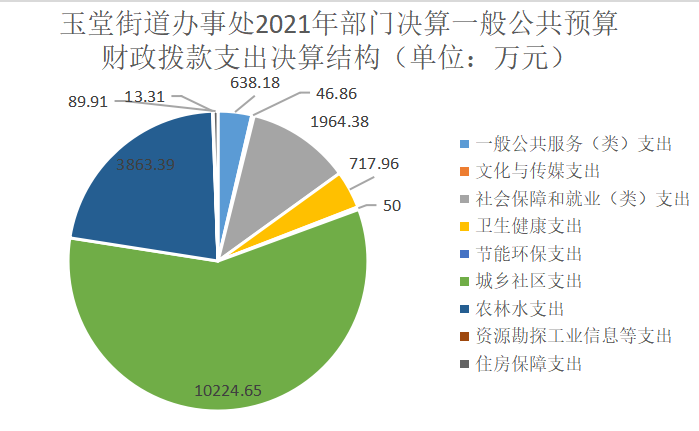 玉堂街道办事处2021年部门决算一般公共预算
财政拨款支出决算结构（单位：万元）
638.18
46.86
1964.38
717.96
50
10224.65
3863.39
89.91
13.31
一般公共服务（类）支出
文化与传媒支出
社会保障和就业（类）支出
卫生健康支出
节能环保支出
城乡社区支出
农林水支出
资源勘探工业信息等支出
住房保障支出